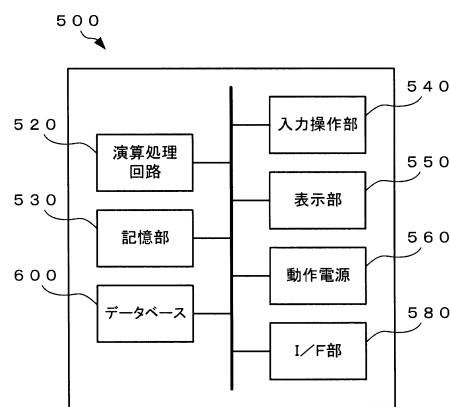 ５００
５２０
演算処理
回路
５３０
記憶部
６００
データベース
５４０
入力操作部
５５０
表示部
５６０
動作電源
５８０
Ｉ／Ｆ部